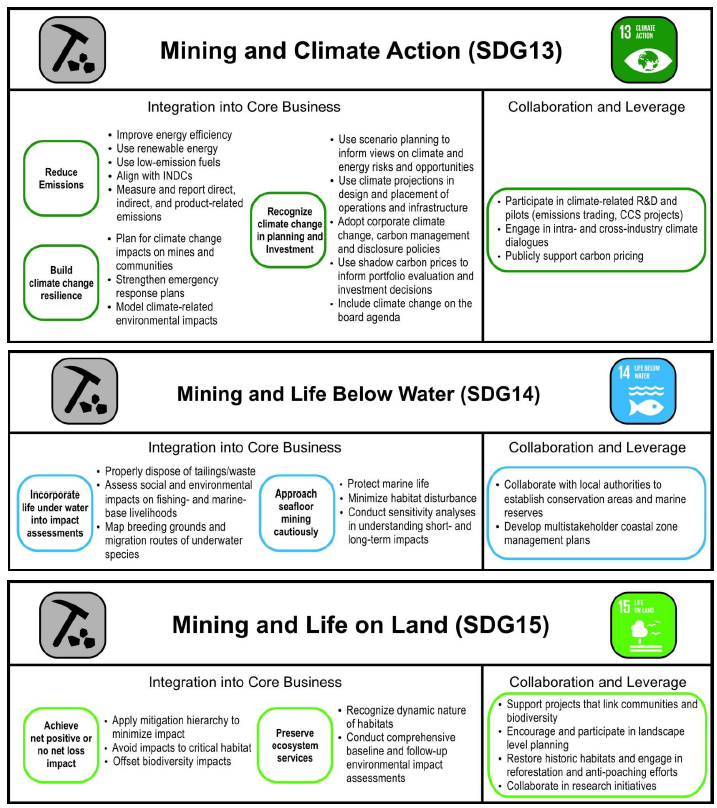 Mining and Climate Action (SDG13)
13 CLIMATE
ACTION
Integration into Core Business
Reduce
Emissions
• Improve energy efficiency
• Use renewable energy
• Use low-emission fuels
• Align with INDCs
• Measure and report direct,
indirect, and product-related
emissions
Build
climate change
resilience
• Plan for climate change
impacts on mines and
communities
• Strengthen emergency
response plans
• Model climate-related
environmental impacts
Recognize
climate change
in planning and
Investment
• Use scenario planning to
inform views on climate and
energy risks and opportunities
• Use climate projections in
design and placement of
operations and infrastructure
• Adopt corporate climate
change, carbon management
and disclosure policies
• Use shadow carbon prices to
inform portfolio evaluation and
investment decisions
• Include climate change on the
board agenda
Collaboration and Leverage
• Participate in climate-related R&D and
pilots (emissions trading, CCS projects)
• Engage in intra- and cross-industry climate
dialogues
• Publicly support carbon pricing
Mining and Life Below Water (SDG14)
14 LIFE BELOW
WATER
Integration into Core Business
Incorporate
life under water
into impact
assessments
• Properly dispose of tailings/waste
• Assess social and environmental
impacts on fishing- and marine-
base livelihoods
• Map breeding grounds and
migration routes of underwater
species
Approach
seafloor
mining
cautiously
• Protect marine life
• Minimize habitat disturbance
• Conduct sensitivity analyses
in understanding short- and
long-term impacts
Collaboration and Leverage
• Collaborate with local authorities to
establish conservation areas and marine
reserves
• Develop multistakeholder coastal zone
management plans
Mining and Life on Land (SDG15)
15 LIFE
ON LAND
Integration into Core Business
Achieve
net positive or
no net loss
impact
• Apply mitigation hierarchy to
minimize impact
• Avoid impacts to critical habitat
• Offset biodiversity impacts
Preserve
ecosystem
services
• Recognize dynamic nature
of habitats
• Conduct comprehensive
baseline and follow-up
environmental impact
assessments
Collaboration and Leverage
• Support projects that link communities and
biodiversity
• Encourage and participate in landscape
level planning
• Restore historic habitats and engage in
reforestation and anti-poaching efforts
• Collaborate in research initiatives